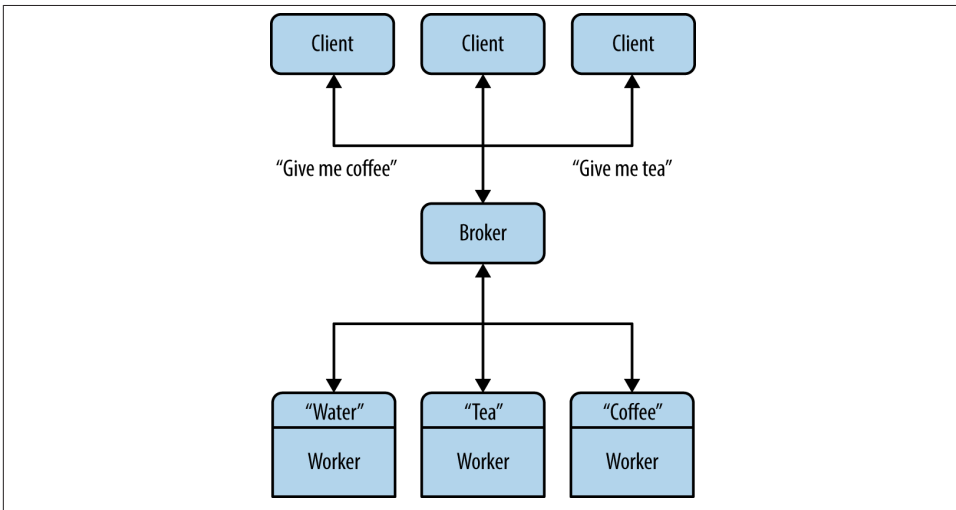 Client
Client
Client
“Give me coffee”
“Give me tea”
Broker
“Water”
“Tea”
“Coffee”
Worker
Worker
Worker